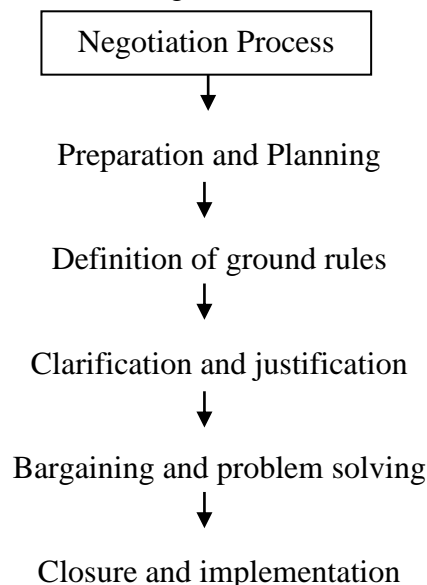 Negotiation Process
Preparation and Planning
Definition of ground rules
Clarification and justification
Bargaining and problem solving
Closure and implementation